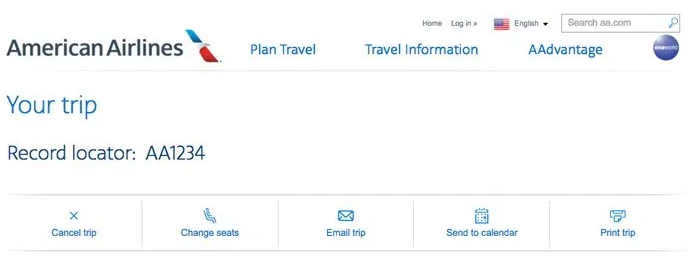 Home Log in » English Search aa.com
American Airlines Plan Travel Travel Information AAdvantage oneworld
Your trip
Record locator: AA1234
Cancel trip Change seats Email trip Send to calendar Print trip